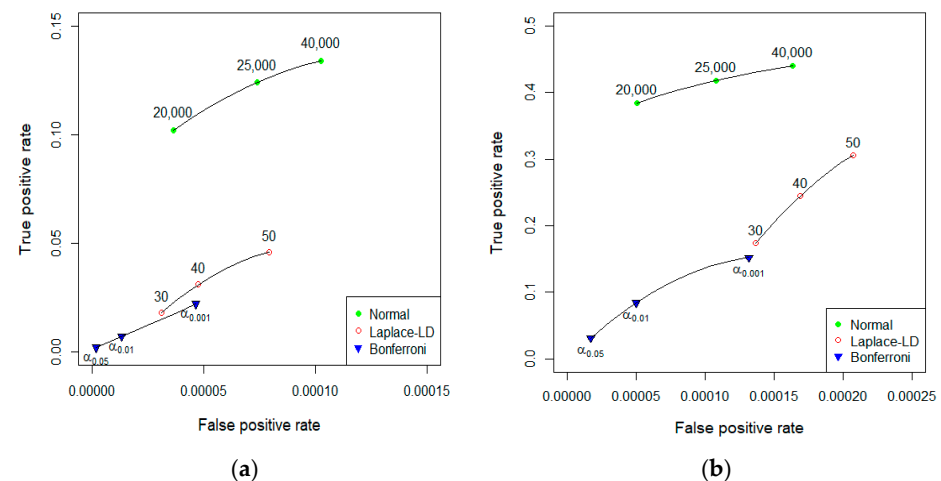 0.15
0.10
0.05
0.00
True positive rate
20,000
25,000
40,000
30
40
50
α0.05
α0.01
α0.001
Normal
Laplace-LD
Bonferroni
0.00000
0.00005
0.00010
0.00015
False positive rate
(a)
0.5
0.4
0.3
0.2
0.1
0.0
True positive rate
20,000
25,000
40,000
30
40
50
α0.05
α0.01
α0.001
Normal
Laplace-LD
Bonferroni
0.00000
0.00005
0.00010
0.00015
0.00020
0.00025
False positive rate
(b)